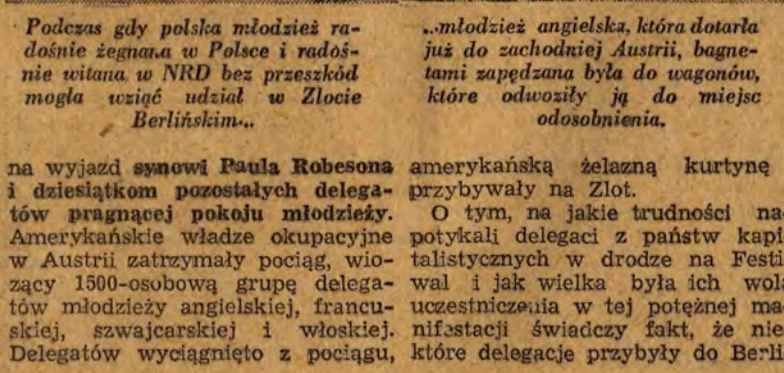 Podczas gdy polska młodzież ra-
dośnie żegnana w Polsce i radoś-
nie witana w NRD bez przeszkód
mogła wziąć udział w Zlocie
Berlińskim...
...młodzież angielska, która dotarła
już do zachodniej Austrii, bagne-
tami zapędzana była do wagonów,
które odwoziły ją do miejsc
odosobnienia.
na wyjazd synowi Paula Robesona
i dziesiątkom pozostałych delega-
tów pragnącej pokoju młodzieży.
Amerykańskie władze okupacyjne
w Austrii zatrzymały pociąg, wio-
zący 1500-osobową grupę delega-
tów młodzieży angielskiej, francu-
skiej, szwajcarskiej i włoskiej.
Delegatów wyciągnięto z pociągu,
amerykańską żelazną kurtynę
przybywały na Zlot.
O tym, na jakie trudności na-
potykali delegaci z państw kapi-
talistycznych w drodze na Festi-
wal i jak wielka była ich wola
uczestniczenia w tej potężnej ma-
nifestacji świadczy fakt, że nie-
które delegacje przybyły do Berli-